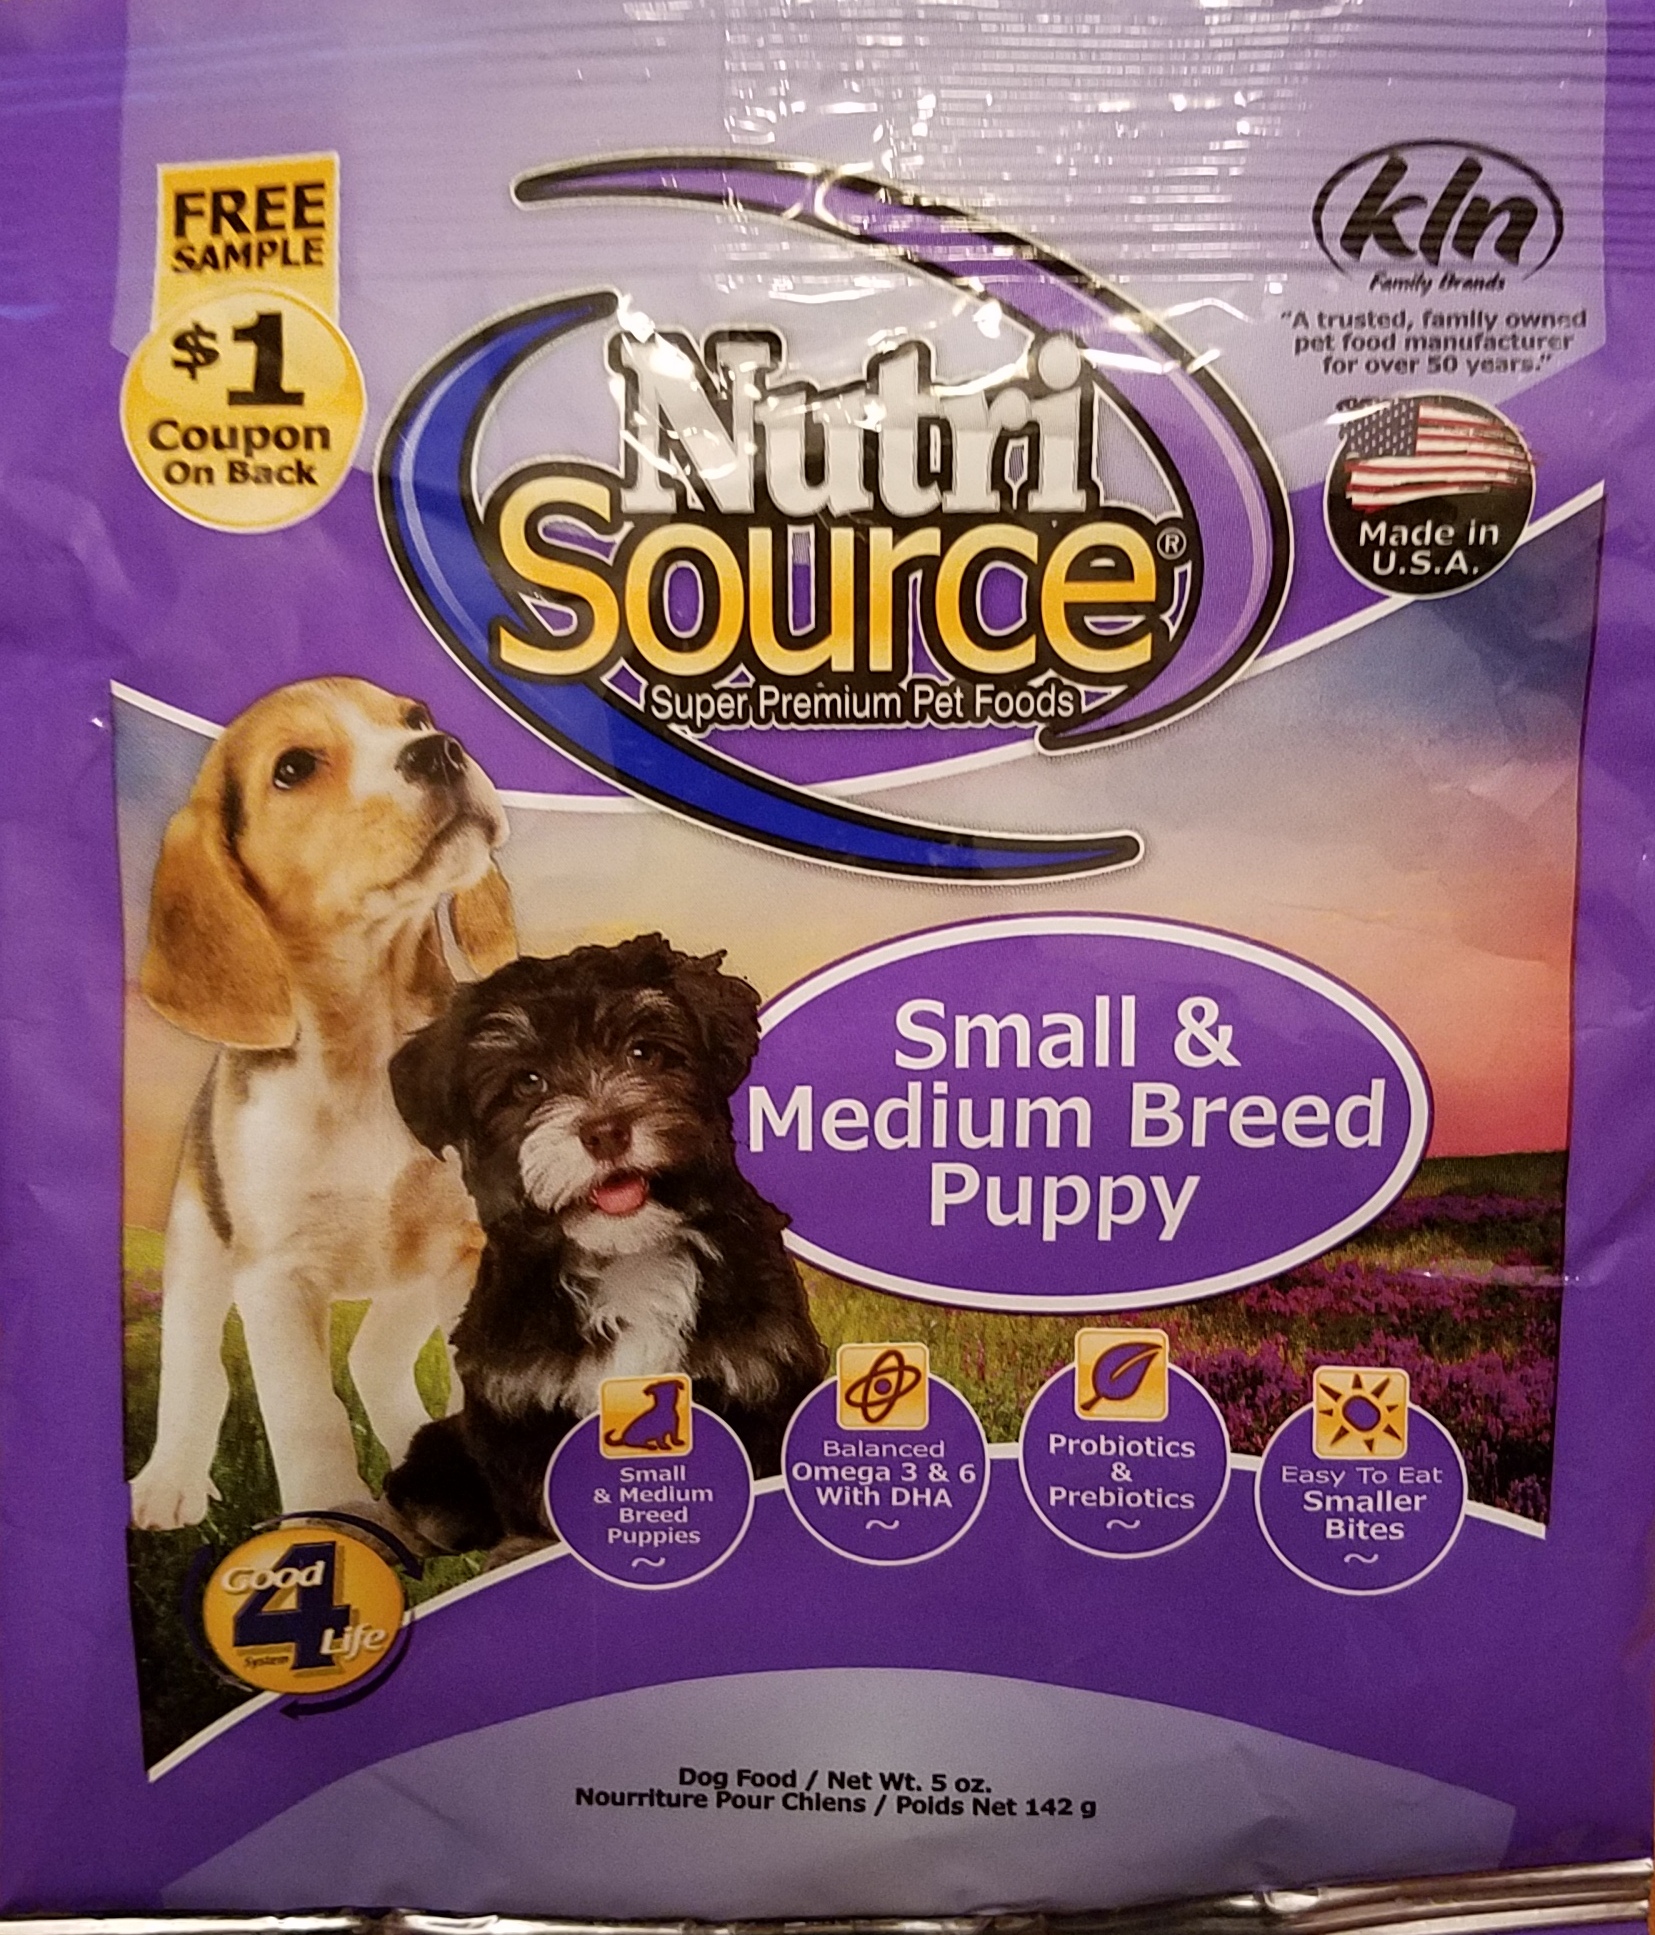 FREE
SAMPLE
$1
Coupon
On Back
kln
Family Brands
"A trusted, family owned
pet food manufacturer
for over 50 years."
Made in
U.S.A.
Nutri
Source®
Super Premium Pet Foods
Small &
Medium Breed
Puppy
Small
& Medium
Breed
Puppies
~
Balanced
Omega 3 & 6
With DHA
~
Probiotics
&
Prebiotics
~
Easy To Eat
Smaller
Bites
~
Good
4
Life
System
Dog Food / Net Wt. 5 oz.
Nourriture Pour Chiens / Poids Net 142 g